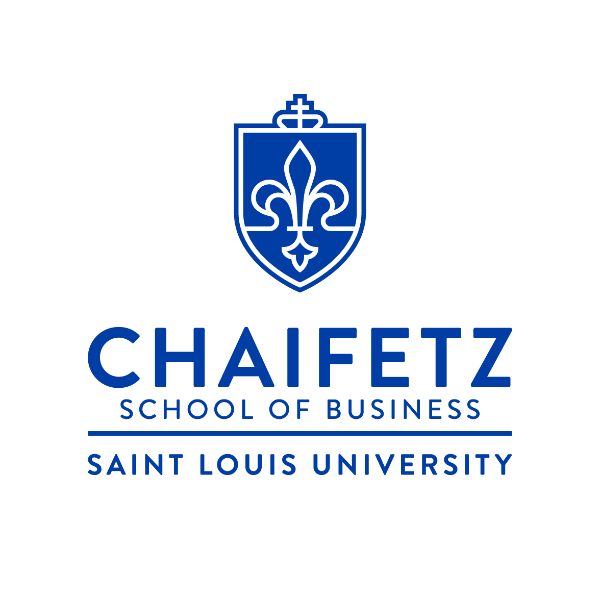 CHAIFETZ
SCHOOL OF BUSINESS
SAINT LOUIS UNIVERSITY